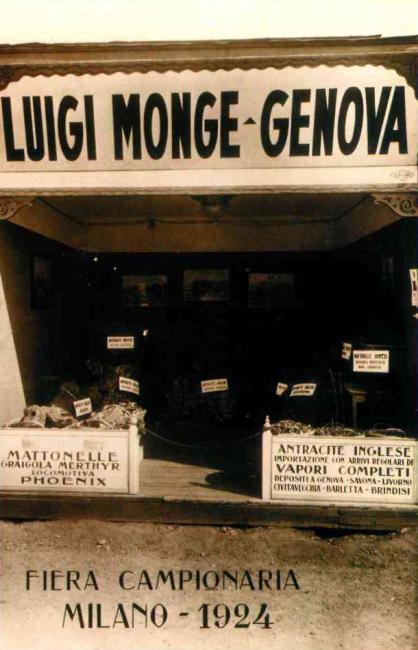 LUIGI MONGE - GENOVA
MATTONELLE
GRAIGOLA MERTHYR
LOCOMOTIVA
PHOENIX
ANTRACITE INGLESE
IMPORTAZIONE CON ARRIVI REGOLARI DI
VAPORI COMPLETI
DEPOSITI A GENOVA - SAVONA - LIVORNO
CIVITAVECCHIA - BARLETTA - BRINDISI
FIERA CAMPIONARIA
MILANO - 1924